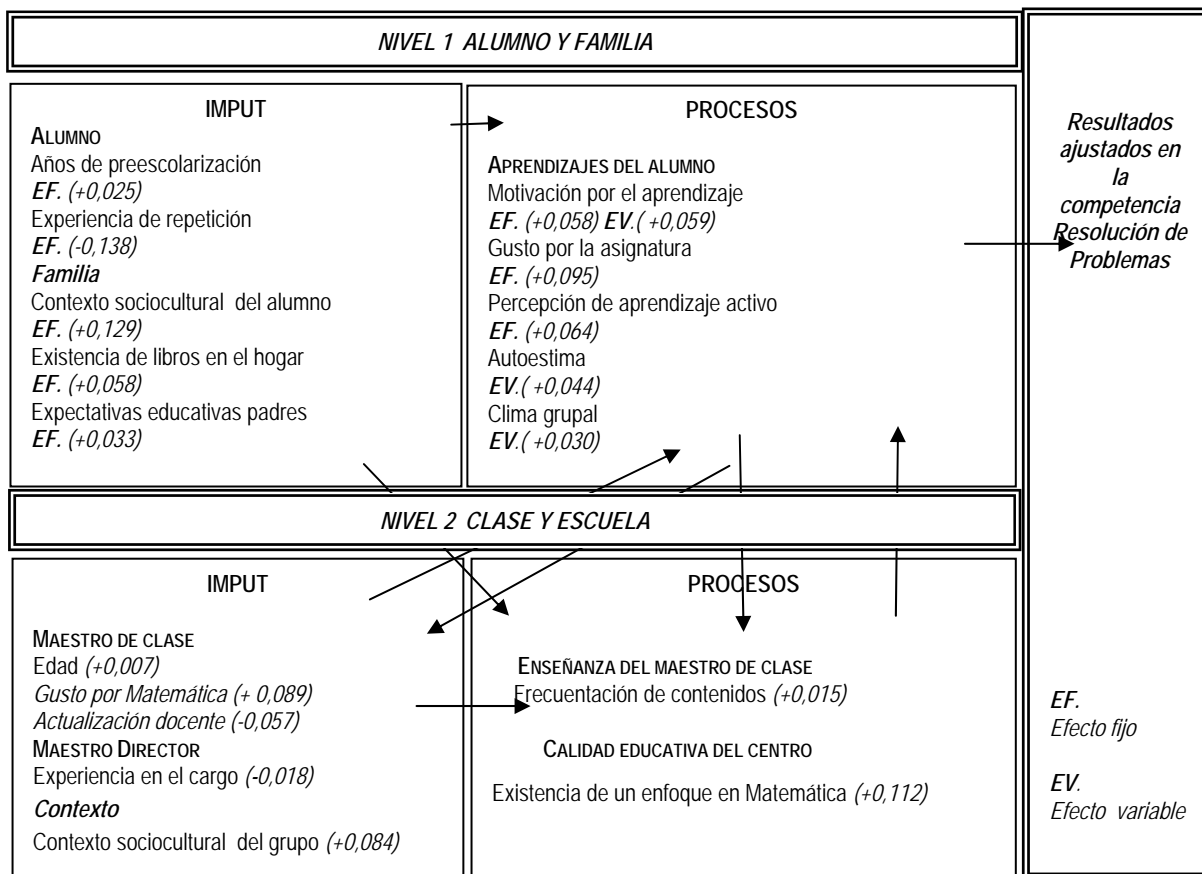 NIVEL 1 ALUMNO Y FAMILIA
IMPUT
ALUMNO
Años de preescolarización
EF. (+0,025)
Experiencia de repetición
EF. (-0,138)
Familia
Contexto sociocultural del alumno
EF. (+0,129)
Existencia de libros en el hogar
EF. (+0,058)
Expectativas educativas padres
EF. (+0,033)
PROCESOS
APRENDIZAJES DEL ALUMNO
Motivación por el aprendizaje
EF. (+0,058) EV.( +0,059)
Gusto por la asignatura
EF. (+0,095)
Percepción de aprendizaje activo
EF. (+0,064)
Autoestima
EV.( +0,044)
Clima grupal
EV.( +0,030)
NIVEL 2 CLASE Y ESCUELA
IMPUT
MAESTRO DE CLASE
Edad (+0,007)
Gusto por Matemática (+ 0,089)
Actualización docente (-0,057)
MAESTRO DIRECTOR
Experiencia en el cargo (-0,018)
Contexto
Contexto sociocultural del grupo (+0,084)
PROCESOS
ENSEÑANZA DEL MAESTRO DE CLASE
Frecuentación de contenidos (+0,015)
CALIDAD EDUCATIVA DEL CENTRO
Existencia de un enfoque en Matemática (+0,112)
Resultados
ajustados en
la
competencia
Resolución de
Problemas
EF.
Efecto fijo
EV.
Efecto variable